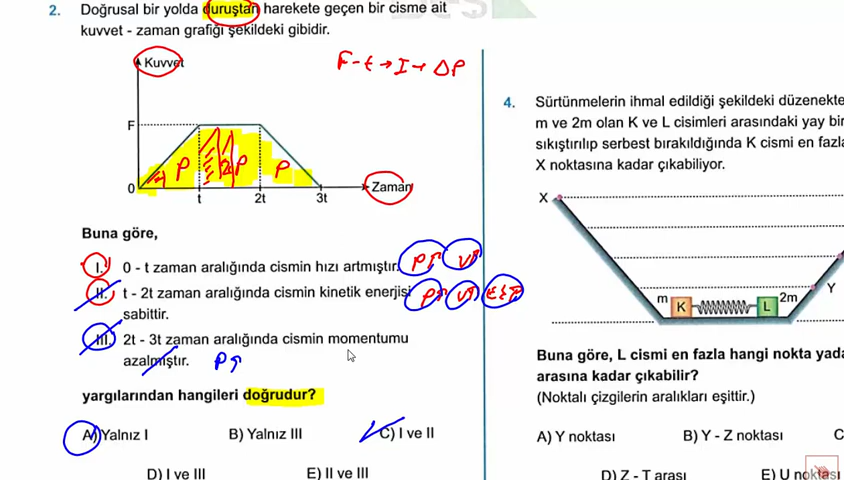 2. Doğrusal bir yolda duruştan harekete geçen bir cisme ait
kuvvet - zaman grafiği şekildeki gibidir.
Kuvvet
F-t → I → ΔP
F
P
2P
P
0
t
2t
3t
Zaman
Buna göre,
I. 0 - t zaman aralığında cismin hızı artmıştır. P↑ V↑
II. t - 2t zaman aralığında cismin kinetik enerjisi P↑ V↑
sabittir.
III. 2t - 3t zaman aralığında cismin momentumu
azalmıştır. P↑
yargılarından hangileri doğrudur?
A) Yalnız I
B) Yalnız III
C) I ve II
D) I ve III
E) II ve III
4. Sürtünmelerin ihmal edildiği şekildeki düzenekte
m ve 2m olan K ve L cisimleri arasındaki yay bir
sıkıştırılıp serbest bırakıldığında K cismi en fazla
X noktasına kadar çıkabiliyor.
X
Y
m
K
L
2m
Buna göre, L cismi en fazla hangi nokta yada
arasına kadar çıkabilir?
(Noktalı çizgilerin aralıkları eşittir.)
A) Y noktası
B) Y - Z noktası
C
D) Z - T arası
E) U noktası